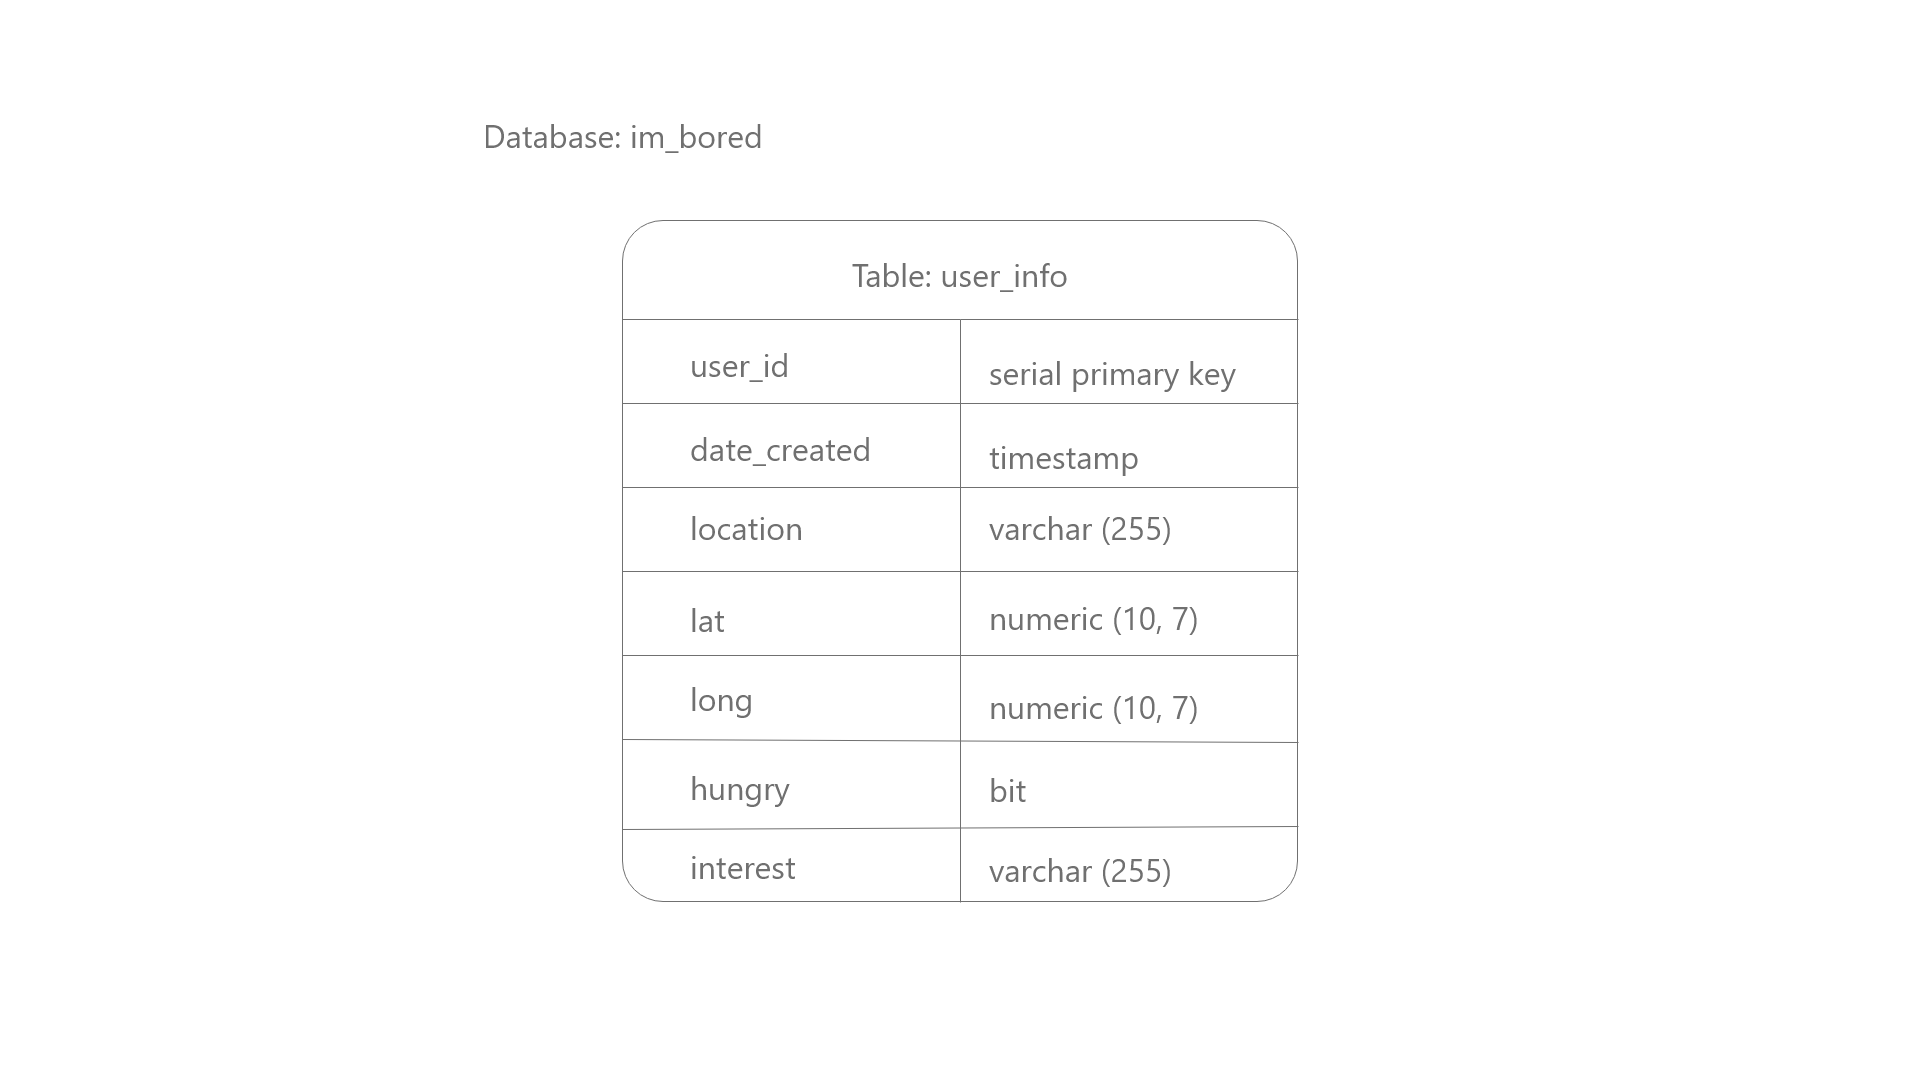 Database: im_bored
Table: user_info
user_id serial primary key
date_created timestamp
location varchar (255)
lat numeric (10, 7)
long numeric (10, 7)
hungry bit
interest varchar (255)